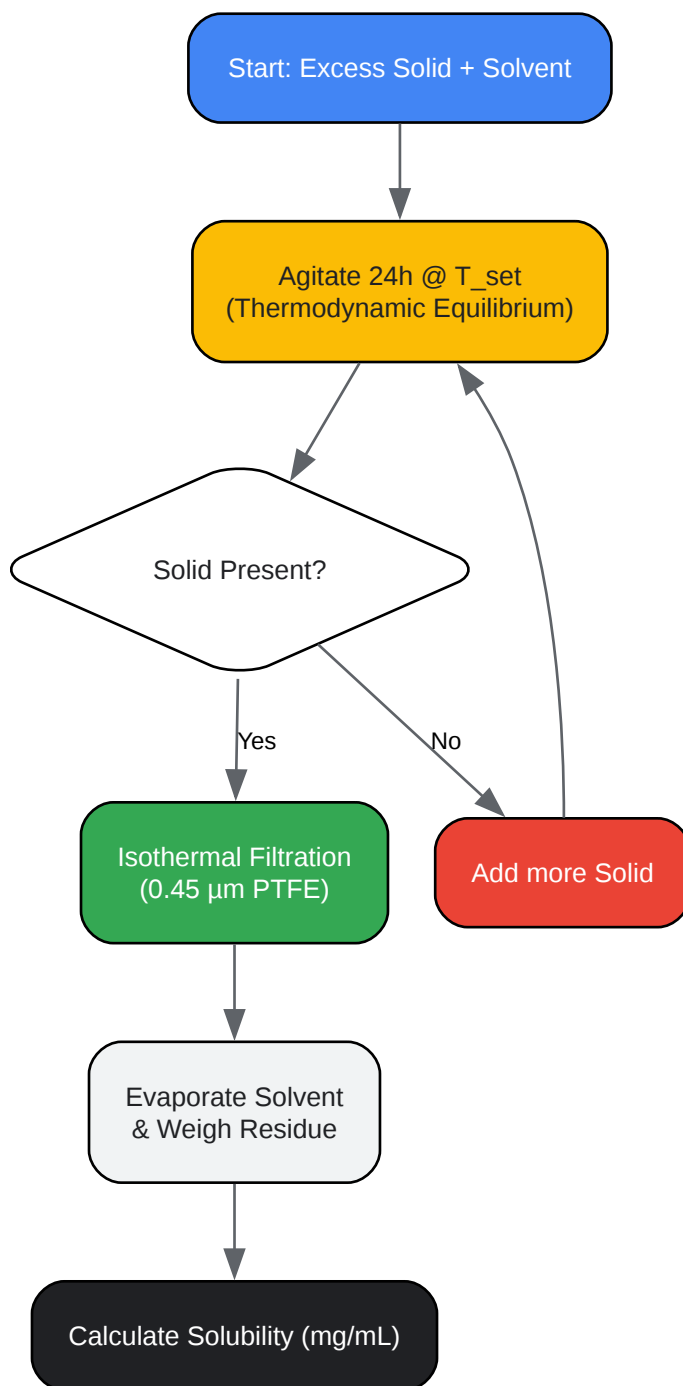 Start: Excess Solid + Solvent
Agitate 24h @ T_set
(Thermodynamic Equilibrium)
Solid Present?
Yes
No
Isothermal Filtration
(0.45 µm PTFE)
Add more Solid
Evaporate Solvent
& Weigh Residue
Calculate Solubility (mg/mL)